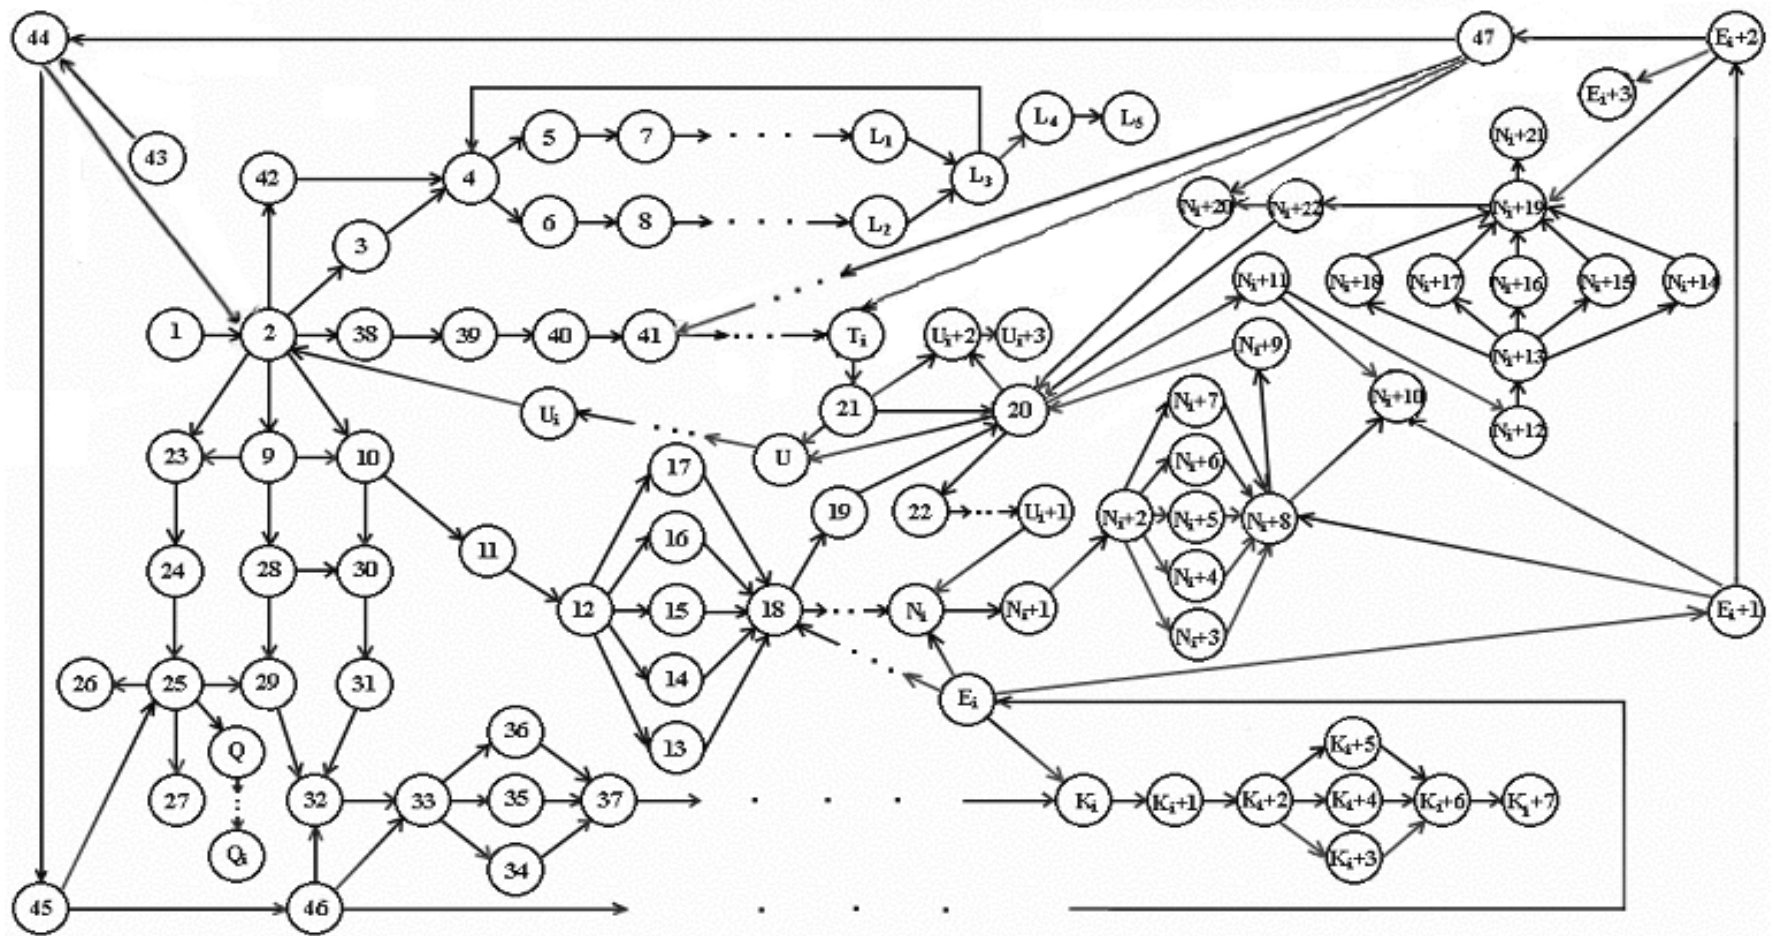 44
47
Eᵢ+2
Eᵢ+3
43
42
4
5
7
L₁
L₃
L₄
L₅
6
8
L₂
3
Nᵢ+21
Nᵢ+20
Nᵢ+22
Nᵢ+19
Nᵢ+11
Nᵢ+18
Nᵢ+17
Nᵢ+16
Nᵢ+15
Nᵢ+14
1
2
38
39
40
41
Tᵢ
Uᵢ+2
Uᵢ+3
Nᵢ+9
Nᵢ+13
Uᵢ
21
20
Nᵢ+7
Nᵢ+10
Nᵢ+12
23
9
10
17
U
Nᵢ+6
19
22
Uᵢ+1
Nᵢ+2
Nᵢ+5
Nᵢ+8
11
16
24
28
30
Nᵢ+4
12
15
18
Nᵢ
Nᵢ+1
Eᵢ+1
Nᵢ+3
26
25
29
31
14
Eᵢ
Q
36
13
Kᵢ+5
27
32
33
35
37
Kᵢ
Kᵢ+1
Kᵢ+2
Kᵢ+4
Kᵢ+6
Kᵢ+7
Qᵢ
34
Kᵢ+3
45
46